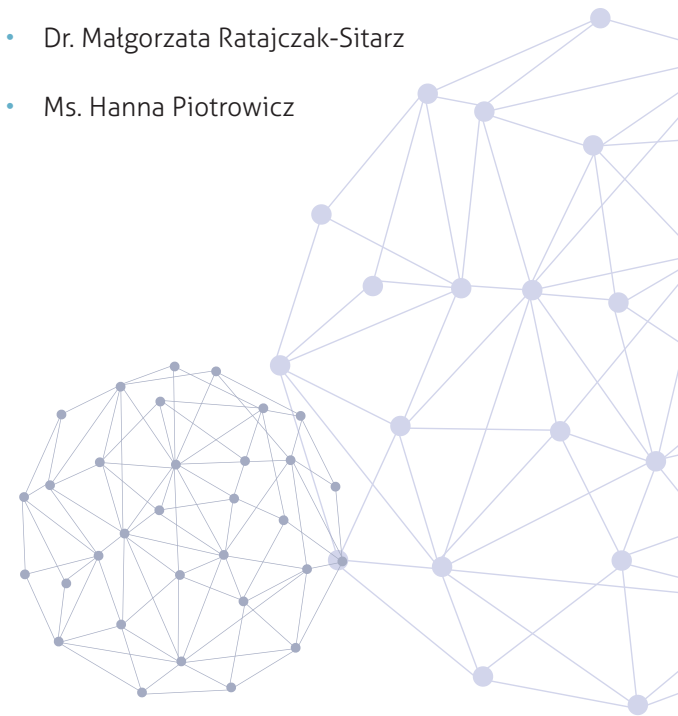 • Dr. Małgorzata Ratajczak-Sitarz
• Ms. Hanna Piotrowicz